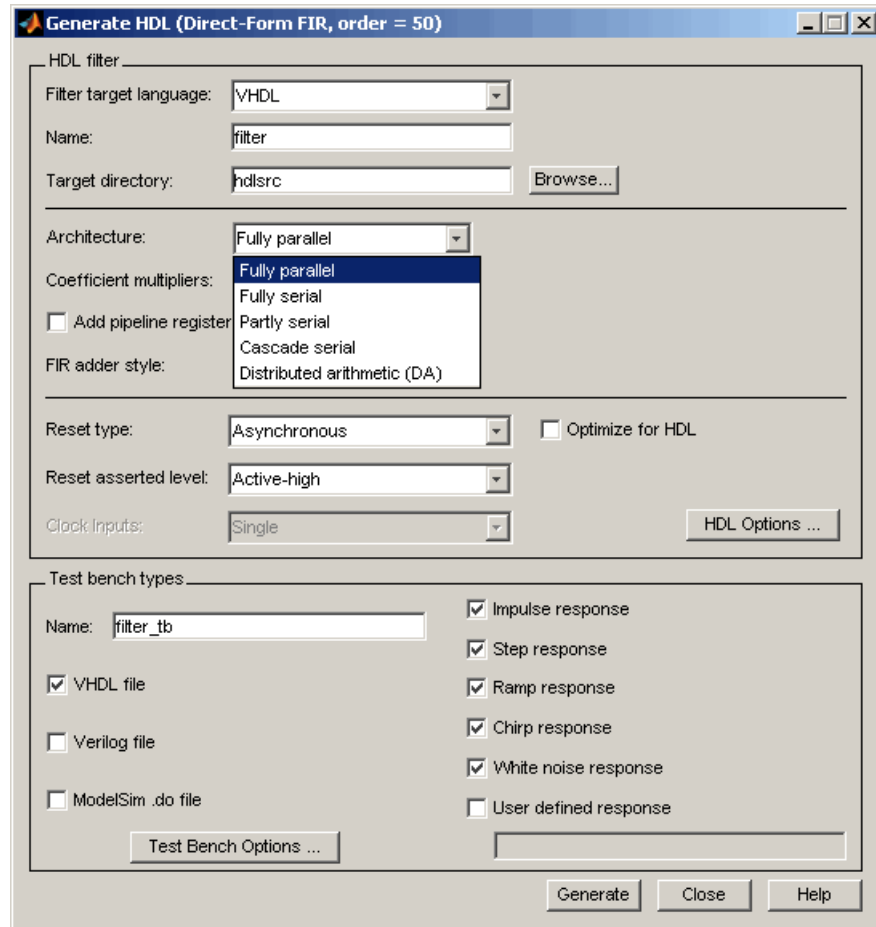 Generate HDL (Direct-Form FIR, order = 50)
HDL filter
Filter target language: VHDL
Name: filter
Target directory: hdlsrc Browse...
Architecture: Fully parallel
Fully parallel
Coefficient multipliers:
Fully serial
Add pipeline register Partly serial
Cascade serial
FIR adder style:
Distributed arithmetic (DA)
Reset type: Asynchronous Optimize for HDL
Reset asserted level: Active-high
Clock Inputs: Single HDL Options ...
Test bench types
Name: filter_tb
Impulse response
Step response
VHDL file
Ramp response
Chirp response
Verilog file
White noise response
ModelSim .do file
User defined response
Test Bench Options ...
Generate Close Help